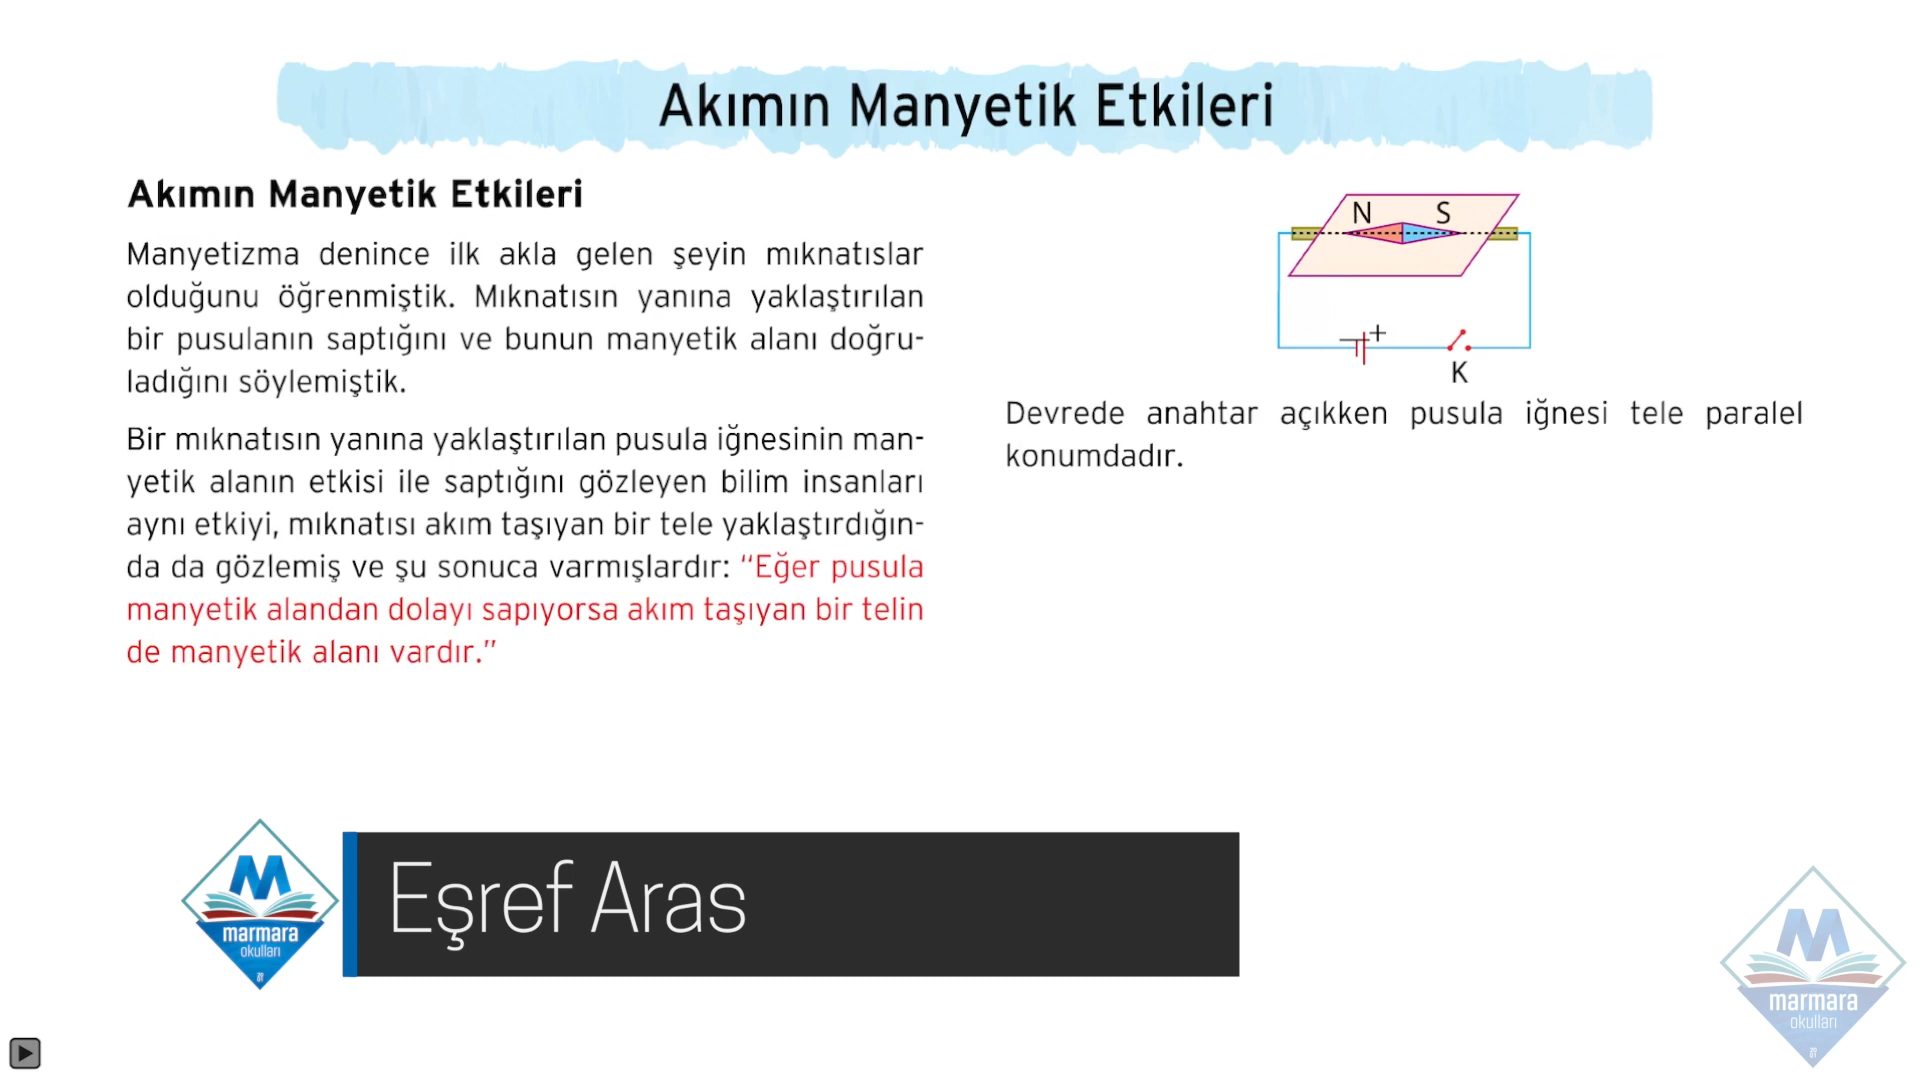 Akımın Manyetik Etkileri
Akımın Manyetik Etkileri
Manyetizma denince ilk akla gelen şeyin mıknatıslar
olduğunu öğrenmiştik. Mıknatısın yanına yaklaştırılan
bir pusulanın saptığını ve bunun manyetik alanı doğru-
ladığını söylemiştik.
Bir mıknatısın yanına yaklaştırılan pusula iğnesinin man-
yetik alanın etkisi ile saptığını gözleyen bilim insanları
aynı etkiyi, mıknatısı akım taşıyan bir tele yaklaştırdığın-
da da gözlemiş ve şu sonuca varmışlardır: “Eğer pusula
manyetik alandan dolayı sapıyorsa akım taşıyan bir telin
de manyetik alanı vardır.”
N S
+
K
Devrede anahtar açıkken pusula iğnesi tele paralel
konumdadır.
Eşref Aras
M
marmara
okulları
20
01
M
marmara
okulları
20
01